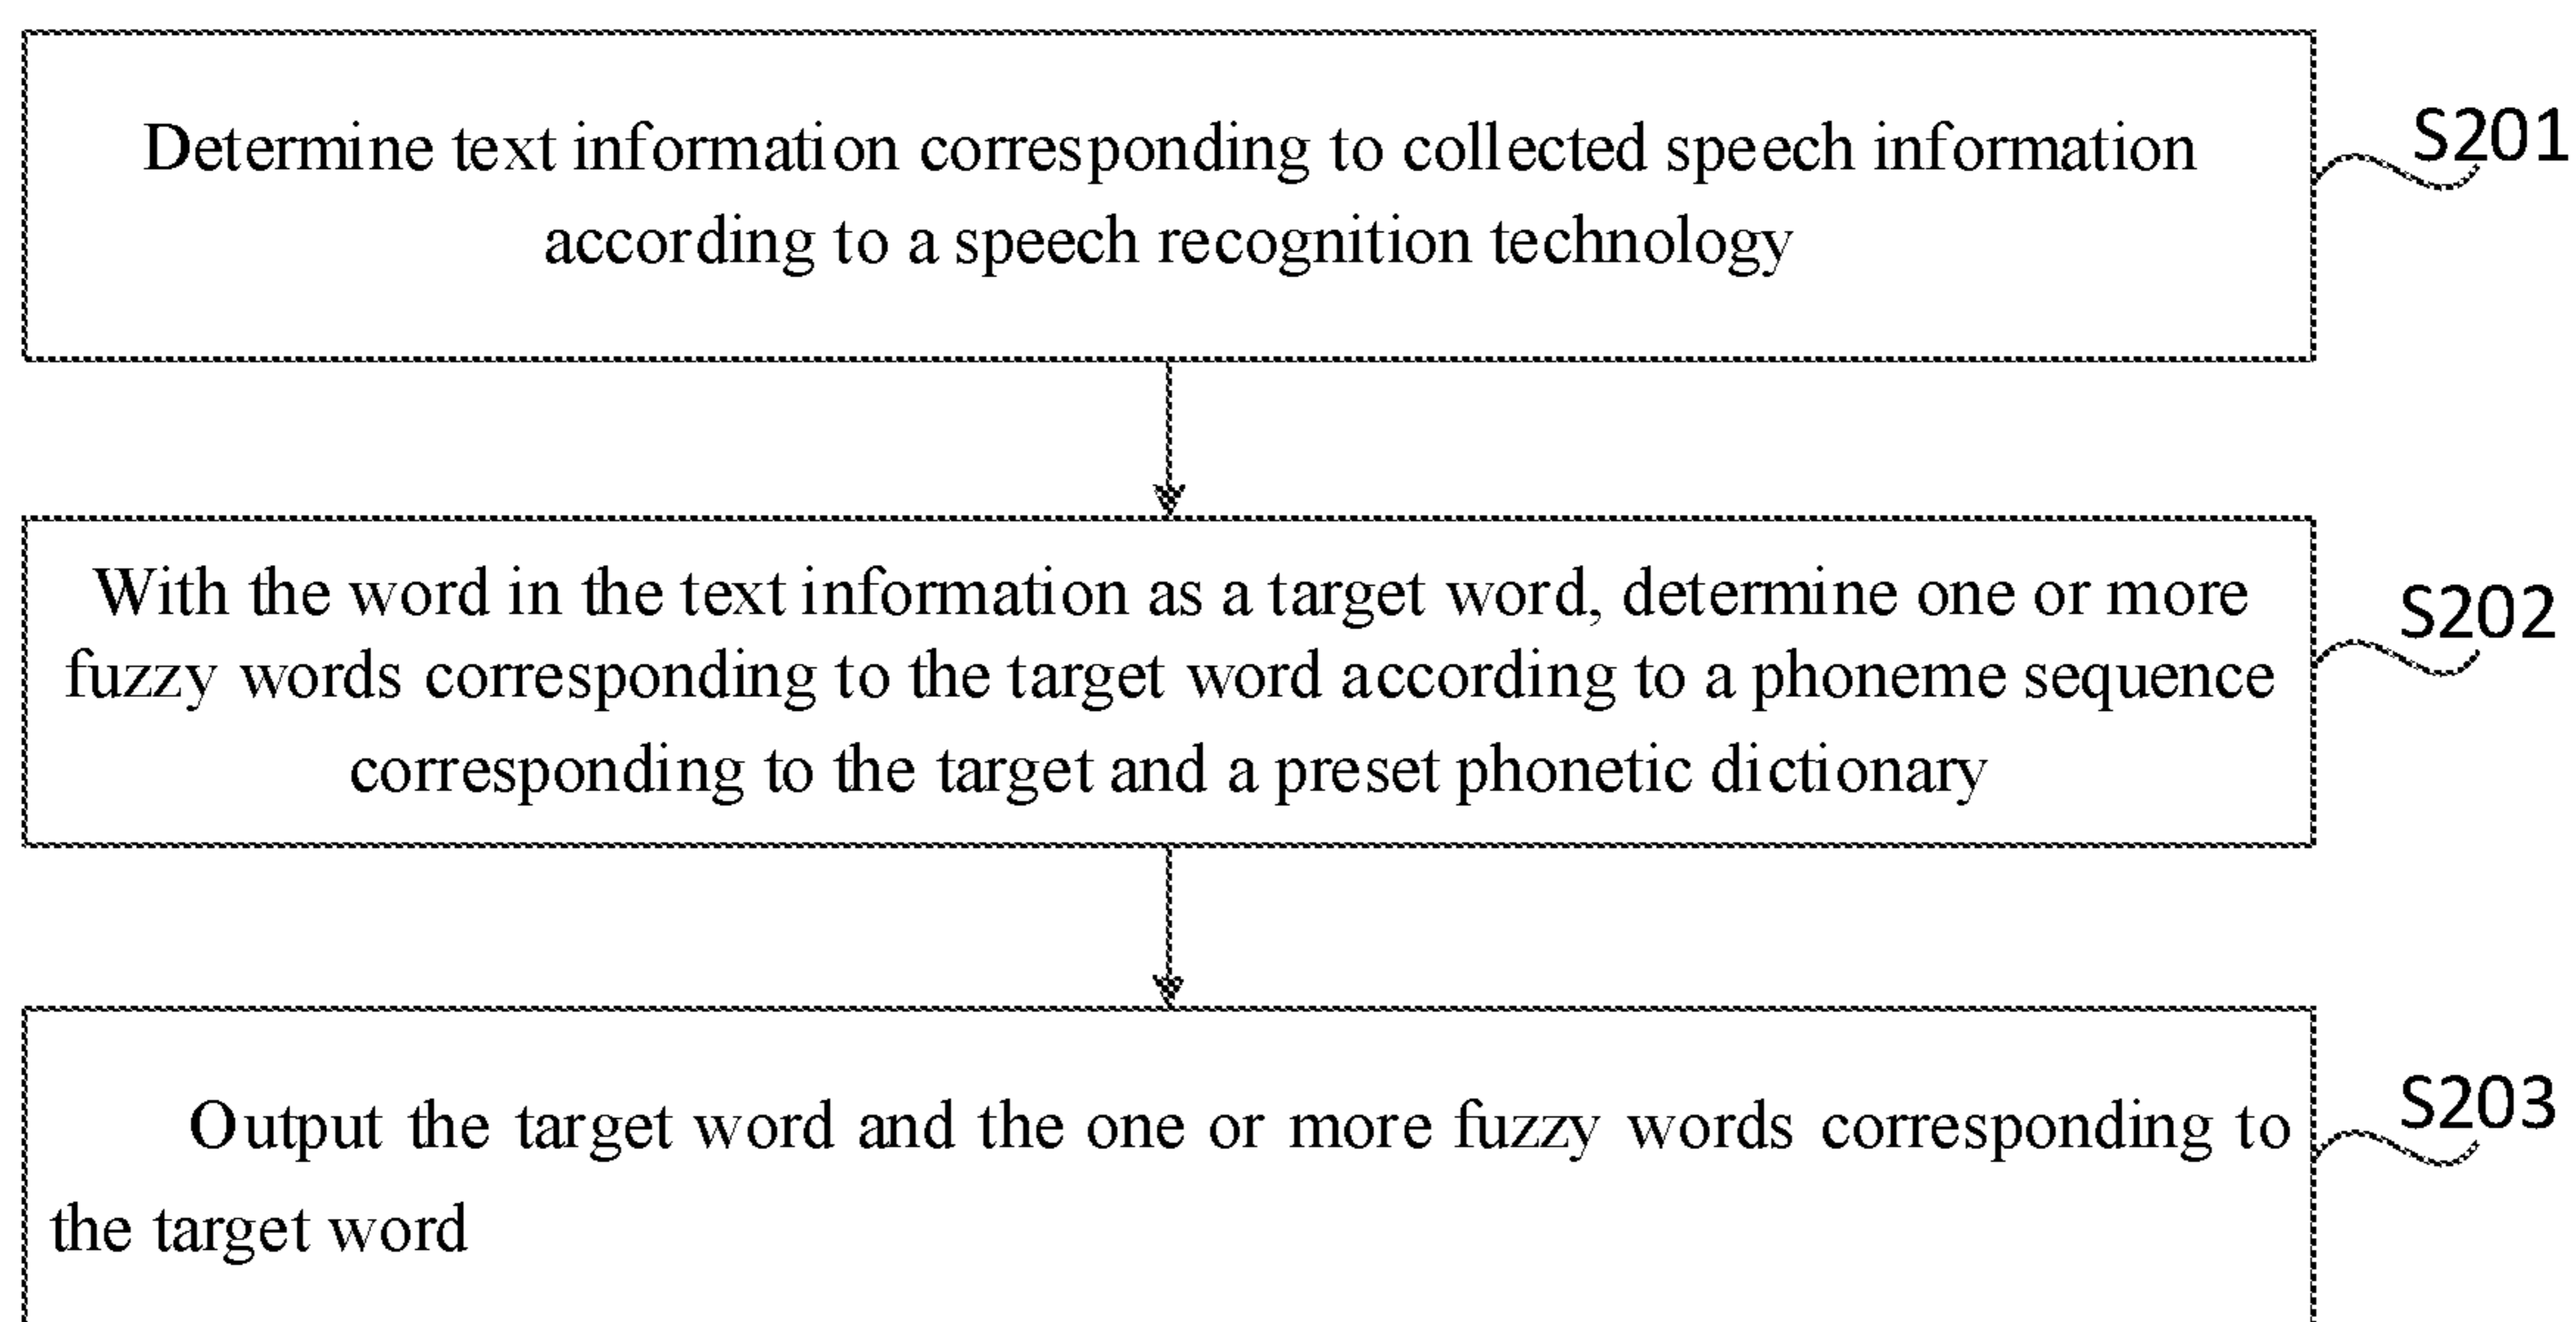 Determine text information corresponding to collected speech information
according to a speech recognition technology
S201
With the word in the text information as a target word, determine one or more
fuzzy words corresponding to the target word according to a phoneme sequence
corresponding to the target and a preset phonetic dictionary
S202
Output the target word and the one or more fuzzy words corresponding to
the target word
S203